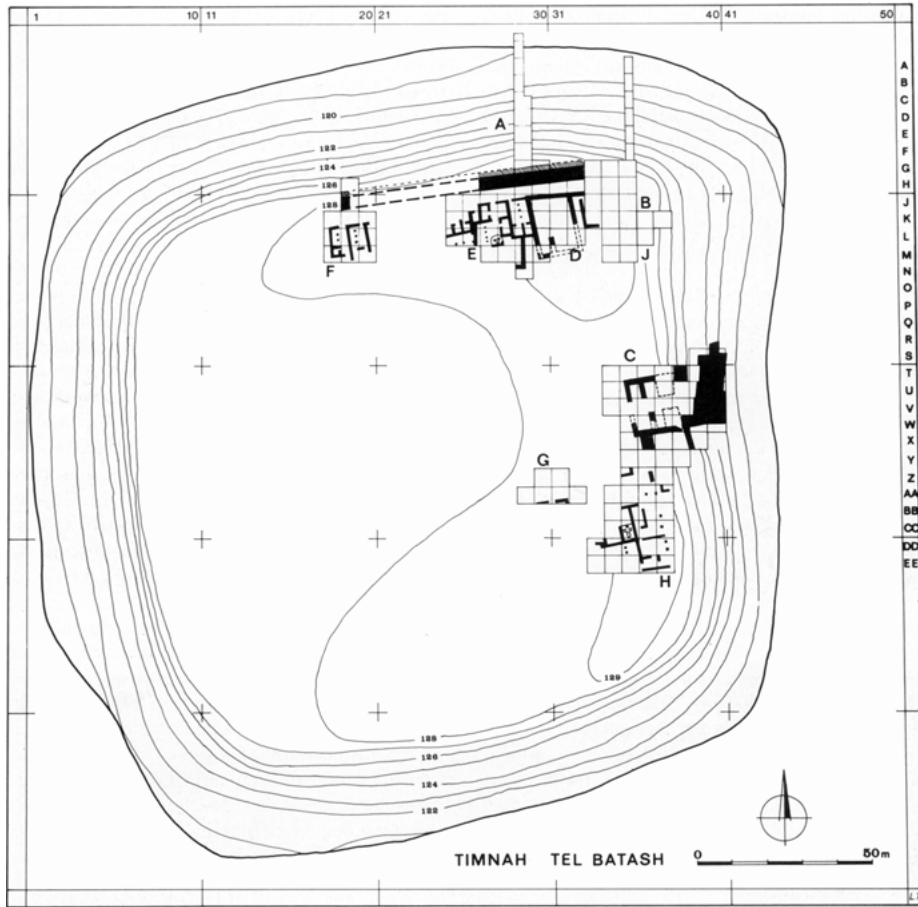 1 10 11 20 21 30 31 40 41 50
A
B
C
D
E
F
G
H
J
K
L
M
N
O
P
Q
R
S
T
U
V
W
X
Y
Z
AA
BB
CC
DD
EE
120
122
124
126
128
A
B
F
E
D
J
C
G
H
129
128
126
124
122
TIMNAH TEL BATASH
0 50m